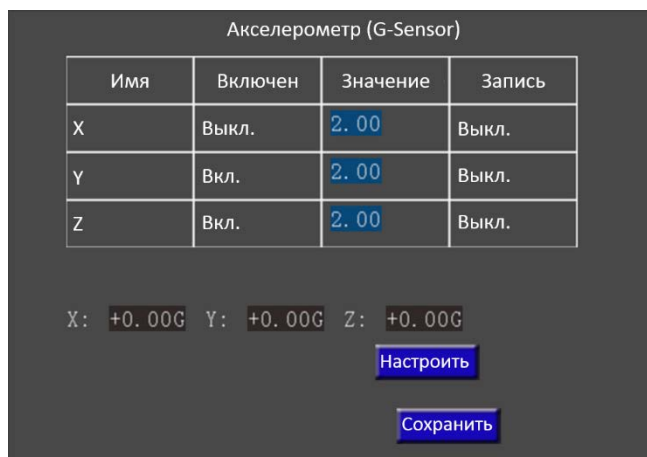 Акселерометр (G-Sensor)
Имя Включен Значение Запись
X Выкл. 2.00 Выкл.
Y Вкл. 2.00 Выкл.
Z Вкл. 2.00 Выкл.
X: +0.00G Y: +0.00G Z: +0.00G
Настроить
Сохранить